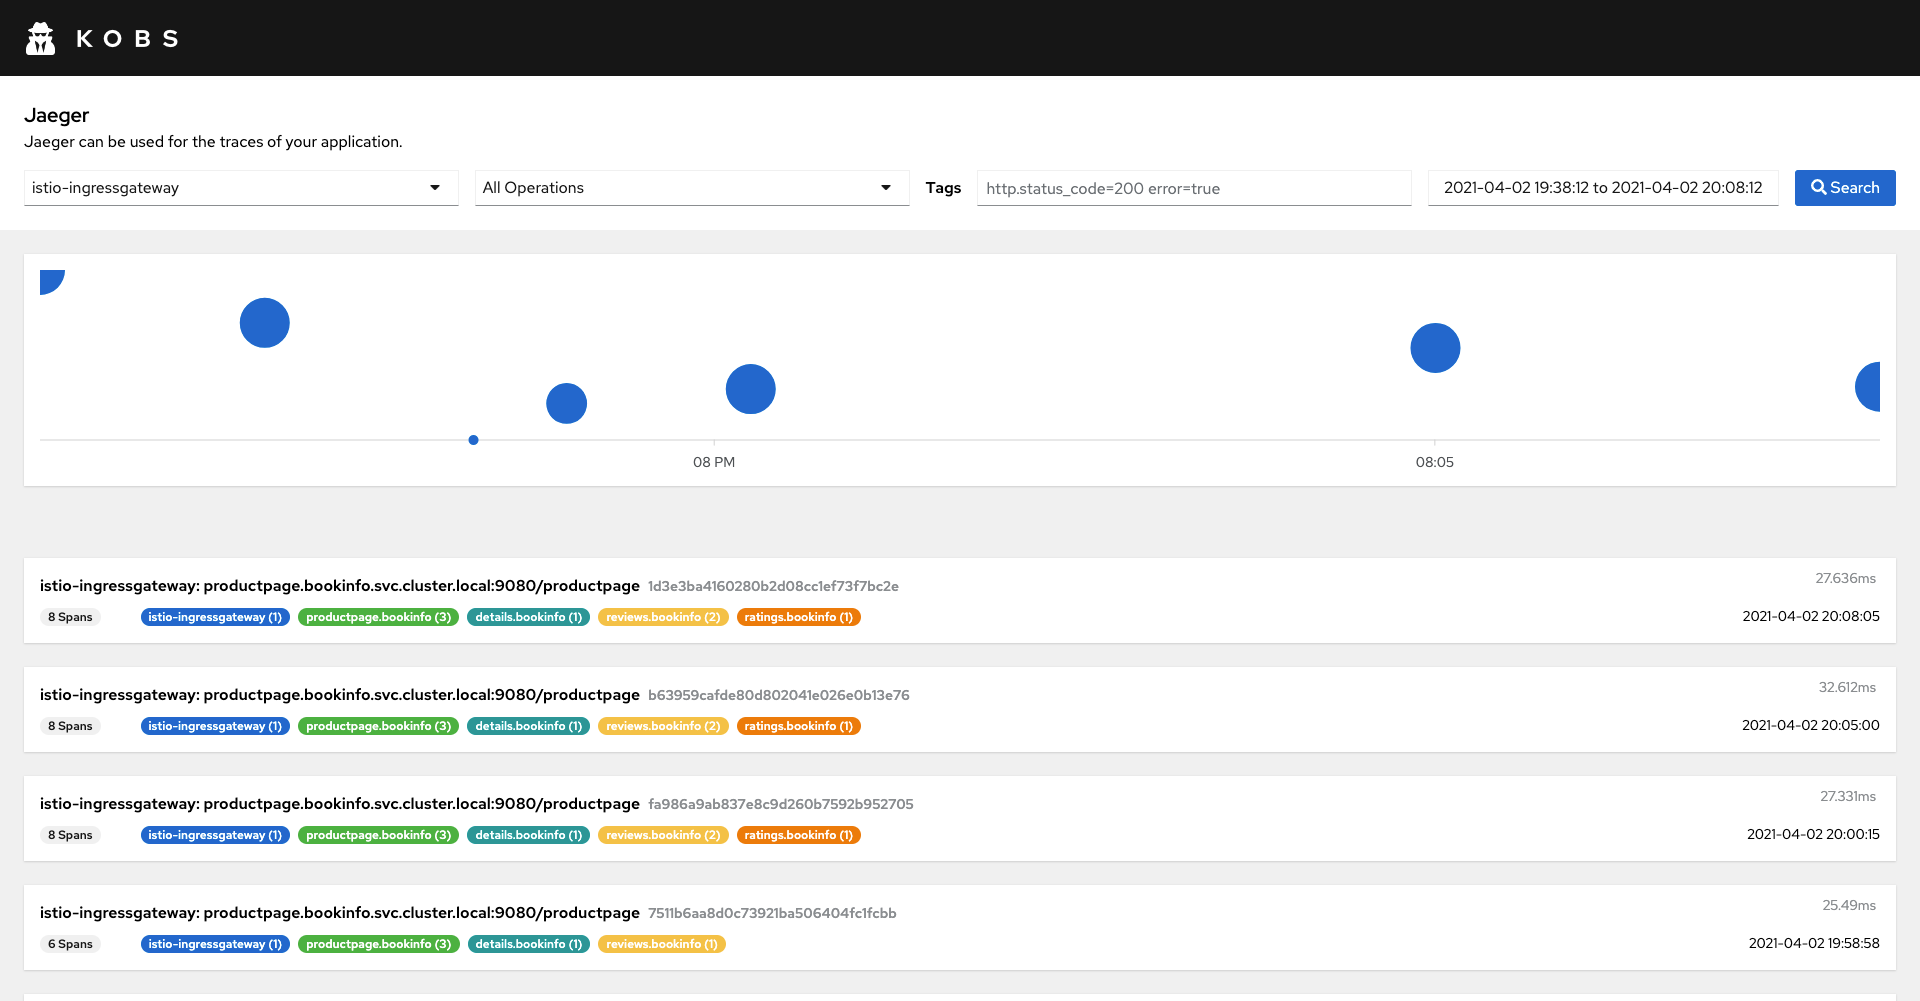 KOBS
Jaeger
Jaeger can be used for the traces of your application.
istio-ingressgateway All Operations Tags http.status_code=200 error=true 2021-04-02 19:38:12 to 2021-04-02 20:08:12 Search
08 PM 08:05
istio-ingressgateway: productpage.bookinfo.svc.cluster.local:9080/productpage 1d3e3ba4160280b2d08cc1ef73f7bc2e 27.636ms
8 Spans istio-ingressgateway (1) productpage.bookinfo (3) details.bookinfo (1) reviews.bookinfo (2) ratings.bookinfo (1) 2021-04-02 20:08:05
istio-ingressgateway: productpage.bookinfo.svc.cluster.local:9080/productpage b63959cafde80d802041e026e0b13e76 32.612ms
8 Spans istio-ingressgateway (1) productpage.bookinfo (3) details.bookinfo (1) reviews.bookinfo (2) ratings.bookinfo (1) 2021-04-02 20:05:00
istio-ingressgateway: productpage.bookinfo.svc.cluster.local:9080/productpage fa986a9ab837e8c9d260b7592b952705 27.331ms
8 Spans istio-ingressgateway (1) productpage.bookinfo (3) details.bookinfo (1) reviews.bookinfo (2) ratings.bookinfo (1) 2021-04-02 20:00:15
istio-ingressgateway: productpage.bookinfo.svc.cluster.local:9080/productpage 7511b6aa8d0c73921ba506404fc1fcbb 25.49ms
6 Spans istio-ingressgateway (1) productpage.bookinfo (3) details.bookinfo (1) reviews.bookinfo (1) 2021-04-02 19:58:58